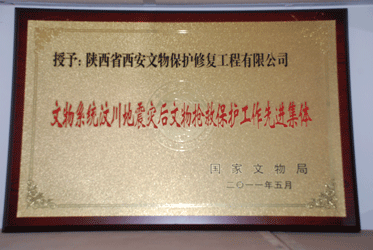 授予:陕西省西安文物保护修复工程有限公司
文物系统汶川地震灾后文物抢救保护工作先进集体
国家文物局
二〇一一年五月